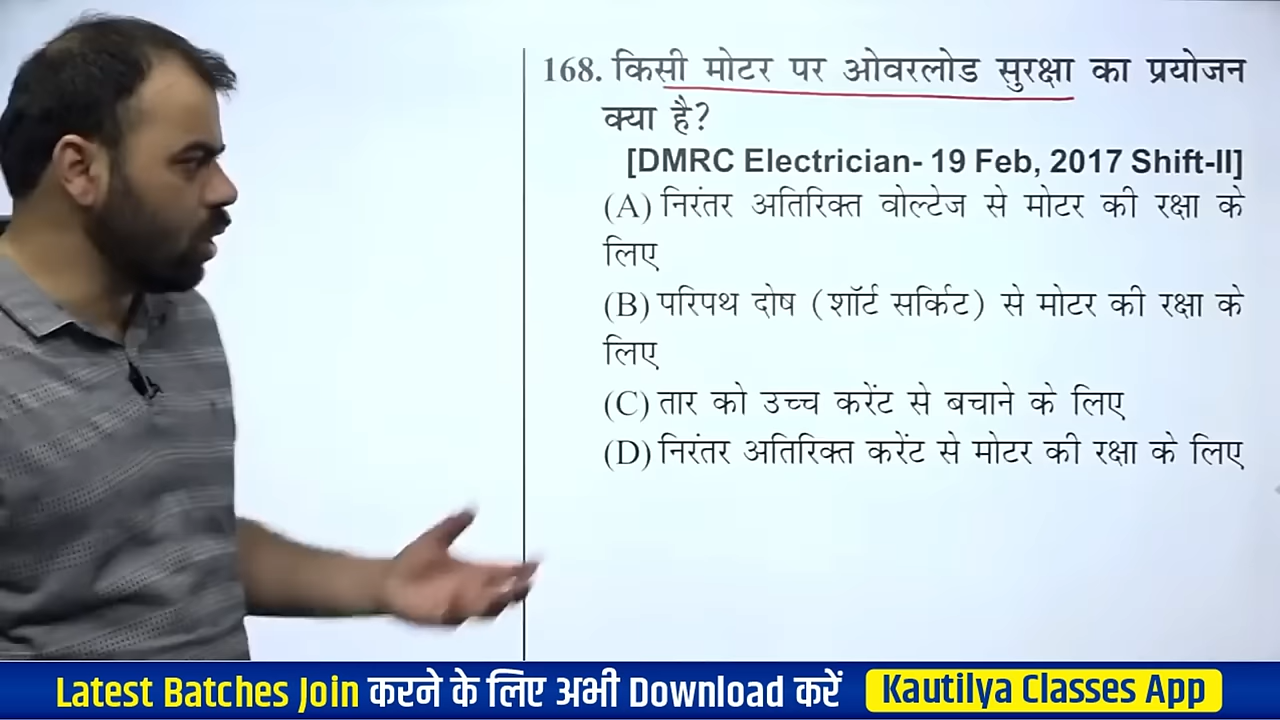 168. किसी मोटर पर ओवरलोड सुरक्षा का प्रयोजन
क्या है?
[DMRC Electrician- 19 Feb, 2017 Shift-II]
(A) निरंतर अतिरिक्त वोल्टेज से मोटर की रक्षा के
लिए
(B) परिपथ दोष (शॉर्ट सर्किट) से मोटर की रक्षा के
लिए
(C) तार को उच्च करेंट से बचाने के लिए
(D) निरंतर अतिरिक्त करेंट से मोटर की रक्षा के लिए
Latest Batches Join करने के लिए अभी Download करें Kautilya Classes App